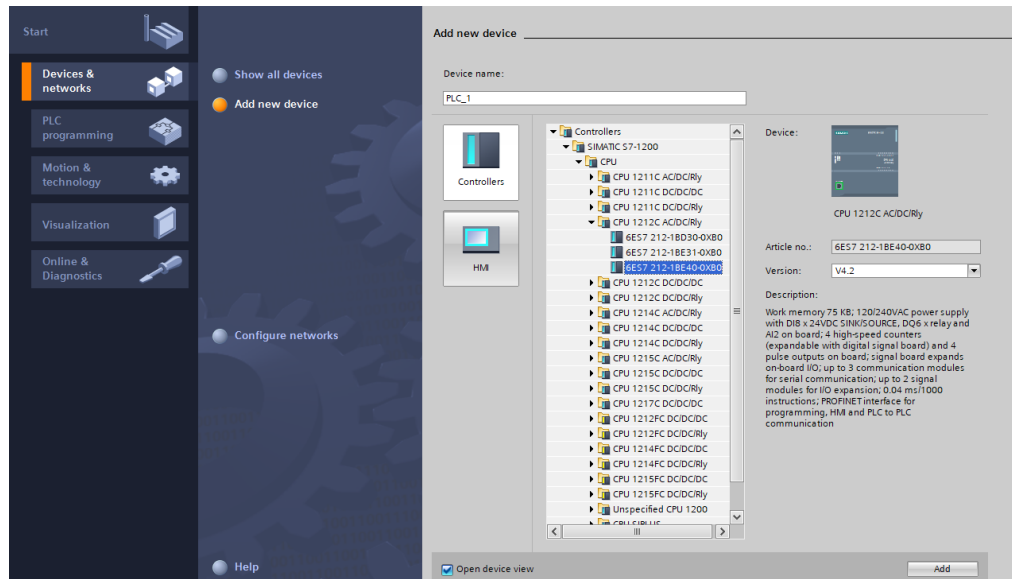 Start
Devices &
networks
PLC
programming
Motion &
technology
Visualization
Online &
Diagnostics
Show all devices
Add new device
Configure networks
Help
Add new device
Device name:
PLC_1
Controllers
HMI
Controllers
SIMATIC S7-1200
CPU
CPU 1211C AC/DC/Rly
CPU 1211C DC/DC/DC
CPU 1211C DC/DC/Rly
CPU 1212C AC/DC/Rly
6ES7 212-1BD30-0XB0
6ES7 212-1BE31-0XB0
6ES7 212-1BE40-0XB0
CPU 1212C DC/DC/DC
CPU 1212C DC/DC/Rly
CPU 1214C AC/DC/Rly
CPU 1214C DC/DC/DC
CPU 1214C DC/DC/Rly
CPU 1215C AC/DC/Rly
CPU 1215C DC/DC/DC
CPU 1215C DC/DC/Rly
CPU 1217C DC/DC/DC
CPU 1212FC DC/DC/DC
CPU 1212FC DC/DC/Rly
CPU 1214FC DC/DC/DC
CPU 1214FC DC/DC/Rly
CPU 1215FC DC/DC/DC
CPU 1215FC DC/DC/Rly
Unspecified CPU 1200
CPU SIPLUS
Device:
CPU 1212C AC/DC/Rly
Article no.:
6ES7 212-1BE40-0XB0
Version:
V4.2
Description:
Work memory 75 KB; 120/240VAC power supply
with DI8 x 24VDC SINK/SOURCE, DQ6 x relay and
AI2 on board; 4 high-speed counters
(expandable with digital signal board) and 4
pulse outputs on board; signal board expands
on-board I/O; up to 3 communication modules
for serial communication; up to 2 signal
modules for I/O expansion; 0.04 ms/1000
instructions; PROFINET interface for
programming, HMI and PLC to PLC
communication
Open device view
Add